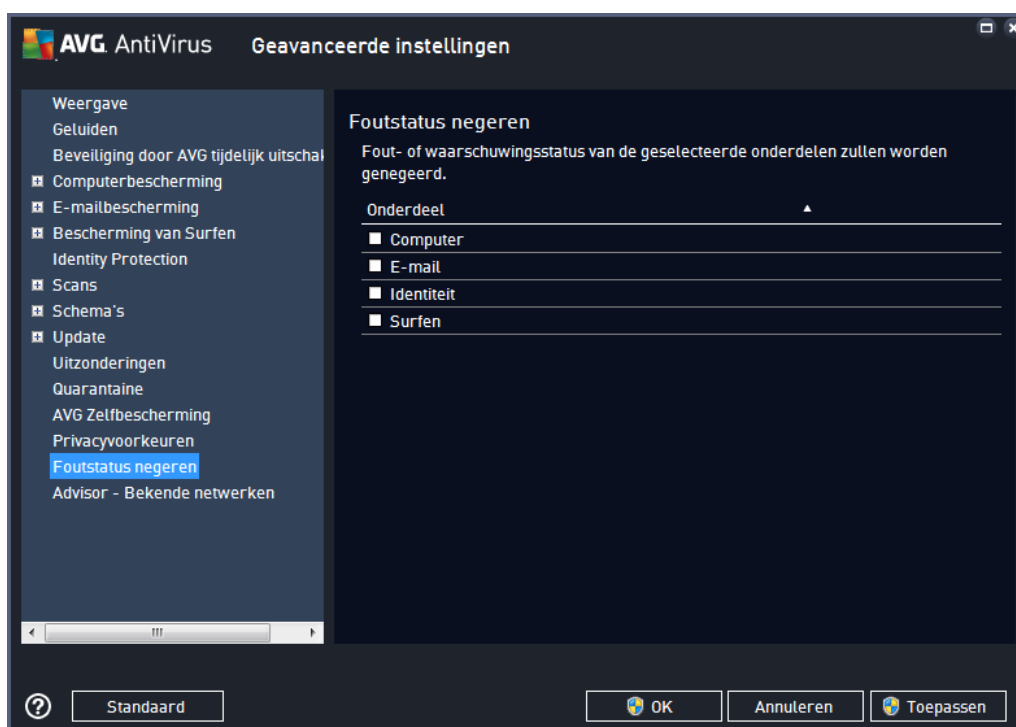 AVG. AntiVirus
Geavanceerde instellingen
Weergave
Geluiden
Beveiliging door AVG tijdelijk uitschak
Computerbescherming
E-mailbescherming
Bescherming van Surfen
Identity Protection
Scans
Schema's
Update
Uitzonderingen
Quarantaine
AVG Zelfbescherming
Privacyvoorkeuren
Foutstatus negeren
Advisor - Bekende netwerken
Foutstatus negeren
Fout- of waarschuwingsstatus van de geselecteerde onderdelen zullen worden
genegeerd.
Onderdeel
Computer
E-mail
Identiteit
Surfen
? Standaard
OK
Annuleren
Toepassen